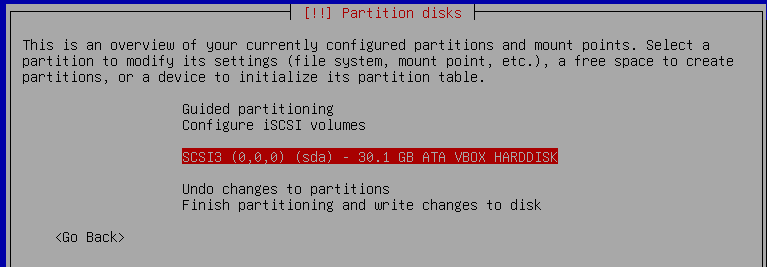 [!!] Partition disks
This is an overview of your currently configured partitions and mount points. Select a
partition to modify its settings (file system, mount point, etc.), a free space to create
partitions, or a device to initialize its partition table.
Guided partitioning
Configure iSCSI volumes
SCSI3 (0,0,0) (sda) - 30.1 GB ATA VBOX HARDDISK
Undo changes to partitions
Finish partitioning and write changes to disk
<Go Back>